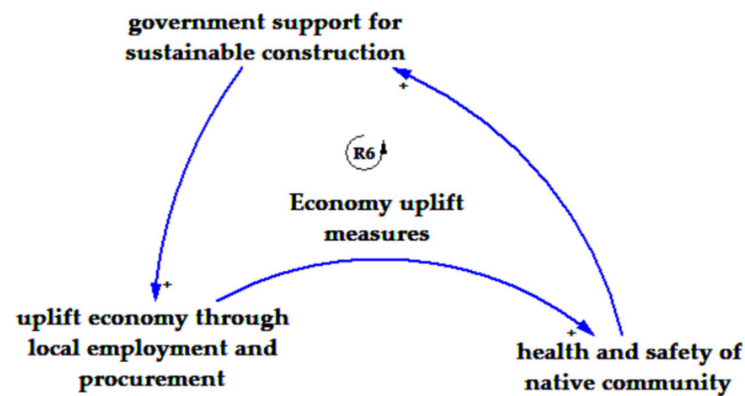 government support for
sustainable construction
+
R6
Economy uplift
measures
+
uplift economy through
local employment and
procurement
+
health and safety of
native community